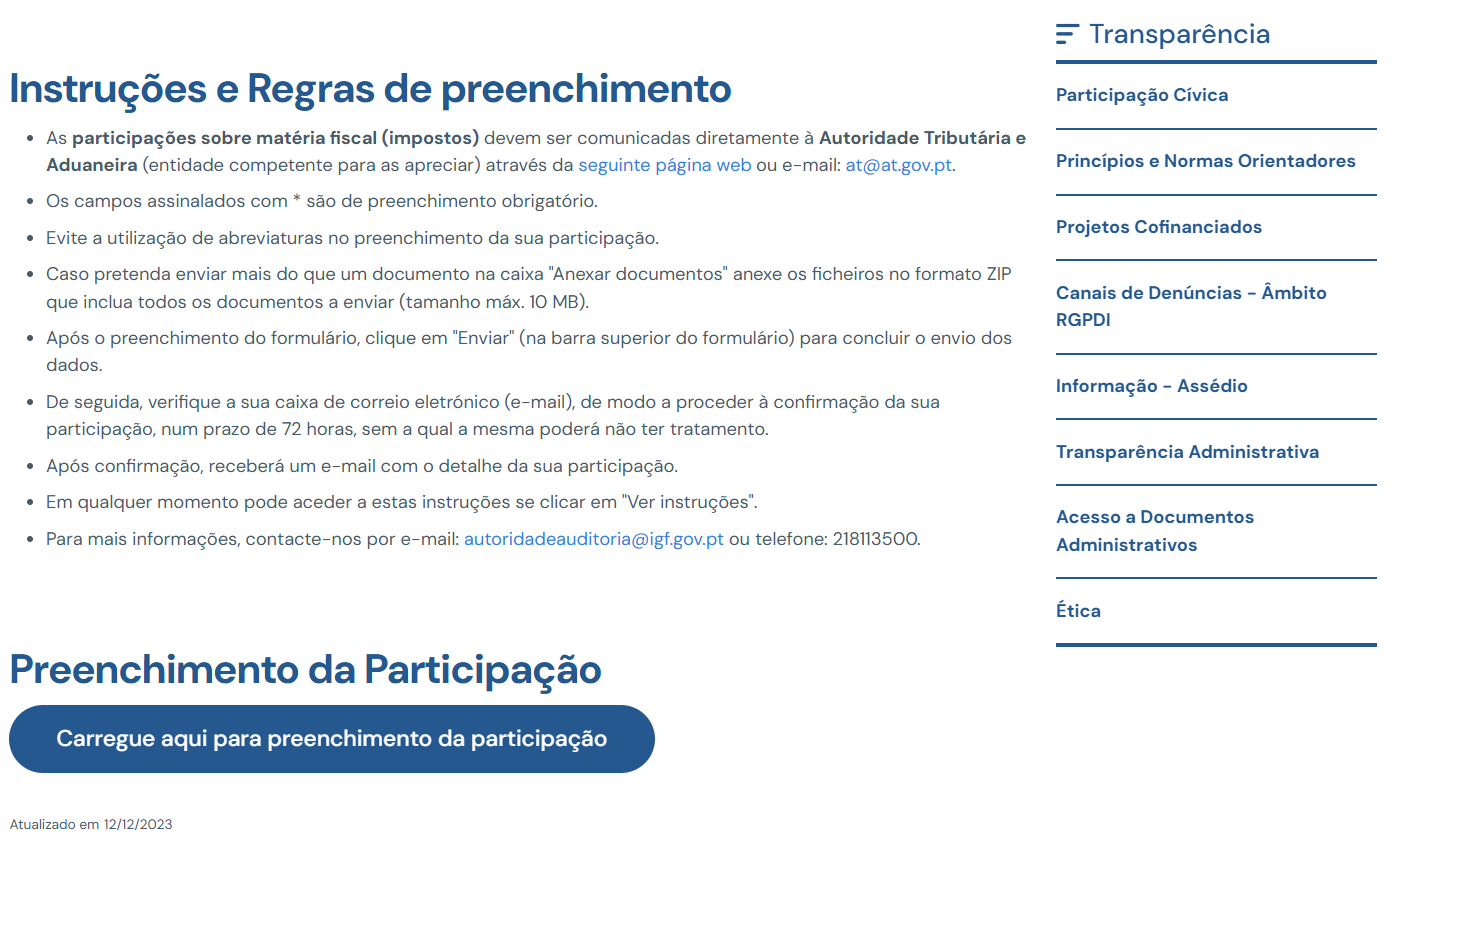 Instruções e Regras de preenchimento
• As participações sobre matéria fiscal (impostos) devem ser comunicadas diretamente à Autoridade Tributária e
Aduaneira (entidade competente para as apreciar) através da seguinte página web ou e-mail: at@at.gov.pt.
• Os campos assinalados com * são de preenchimento obrigatório.
• Evite a utilização de abreviaturas no preenchimento da sua participação.
• Caso pretenda enviar mais do que um documento na caixa "Anexar documentos" anexe os ficheiros no formato ZIP
que inclua todos os documentos a enviar (tamanho máx. 10 MB).
• Após o preenchimento do formulário, clique em "Enviar" (na barra superior do formulário) para concluir o envio dos
dados.
• De seguida, verifique a sua caixa de correio eletrónico (e-mail), de modo a proceder à confirmação da sua
participação, num prazo de 72 horas, sem a qual a mesma poderá não ter tratamento.
• Após confirmação, receberá um e-mail com o detalhe da sua participação.
• Em qualquer momento pode aceder a estas instruções se clicar em "Ver instruções".
• Para mais informações, contacte-nos por e-mail: autoridadeauditoria@igf.gov.pt ou telefone: 218113500.
Preenchimento da Participação
Carregue aqui para preenchimento da participação
Atualizado em 12/12/2023
Transparência
Participação Cívica
Princípios e Normas Orientadores
Projetos Cofinanciados
Canais de Denúncias - Âmbito
RGPDI
Informação - Assédio
Transparência Administrativa
Acesso a Documentos
Administrativos
Ética